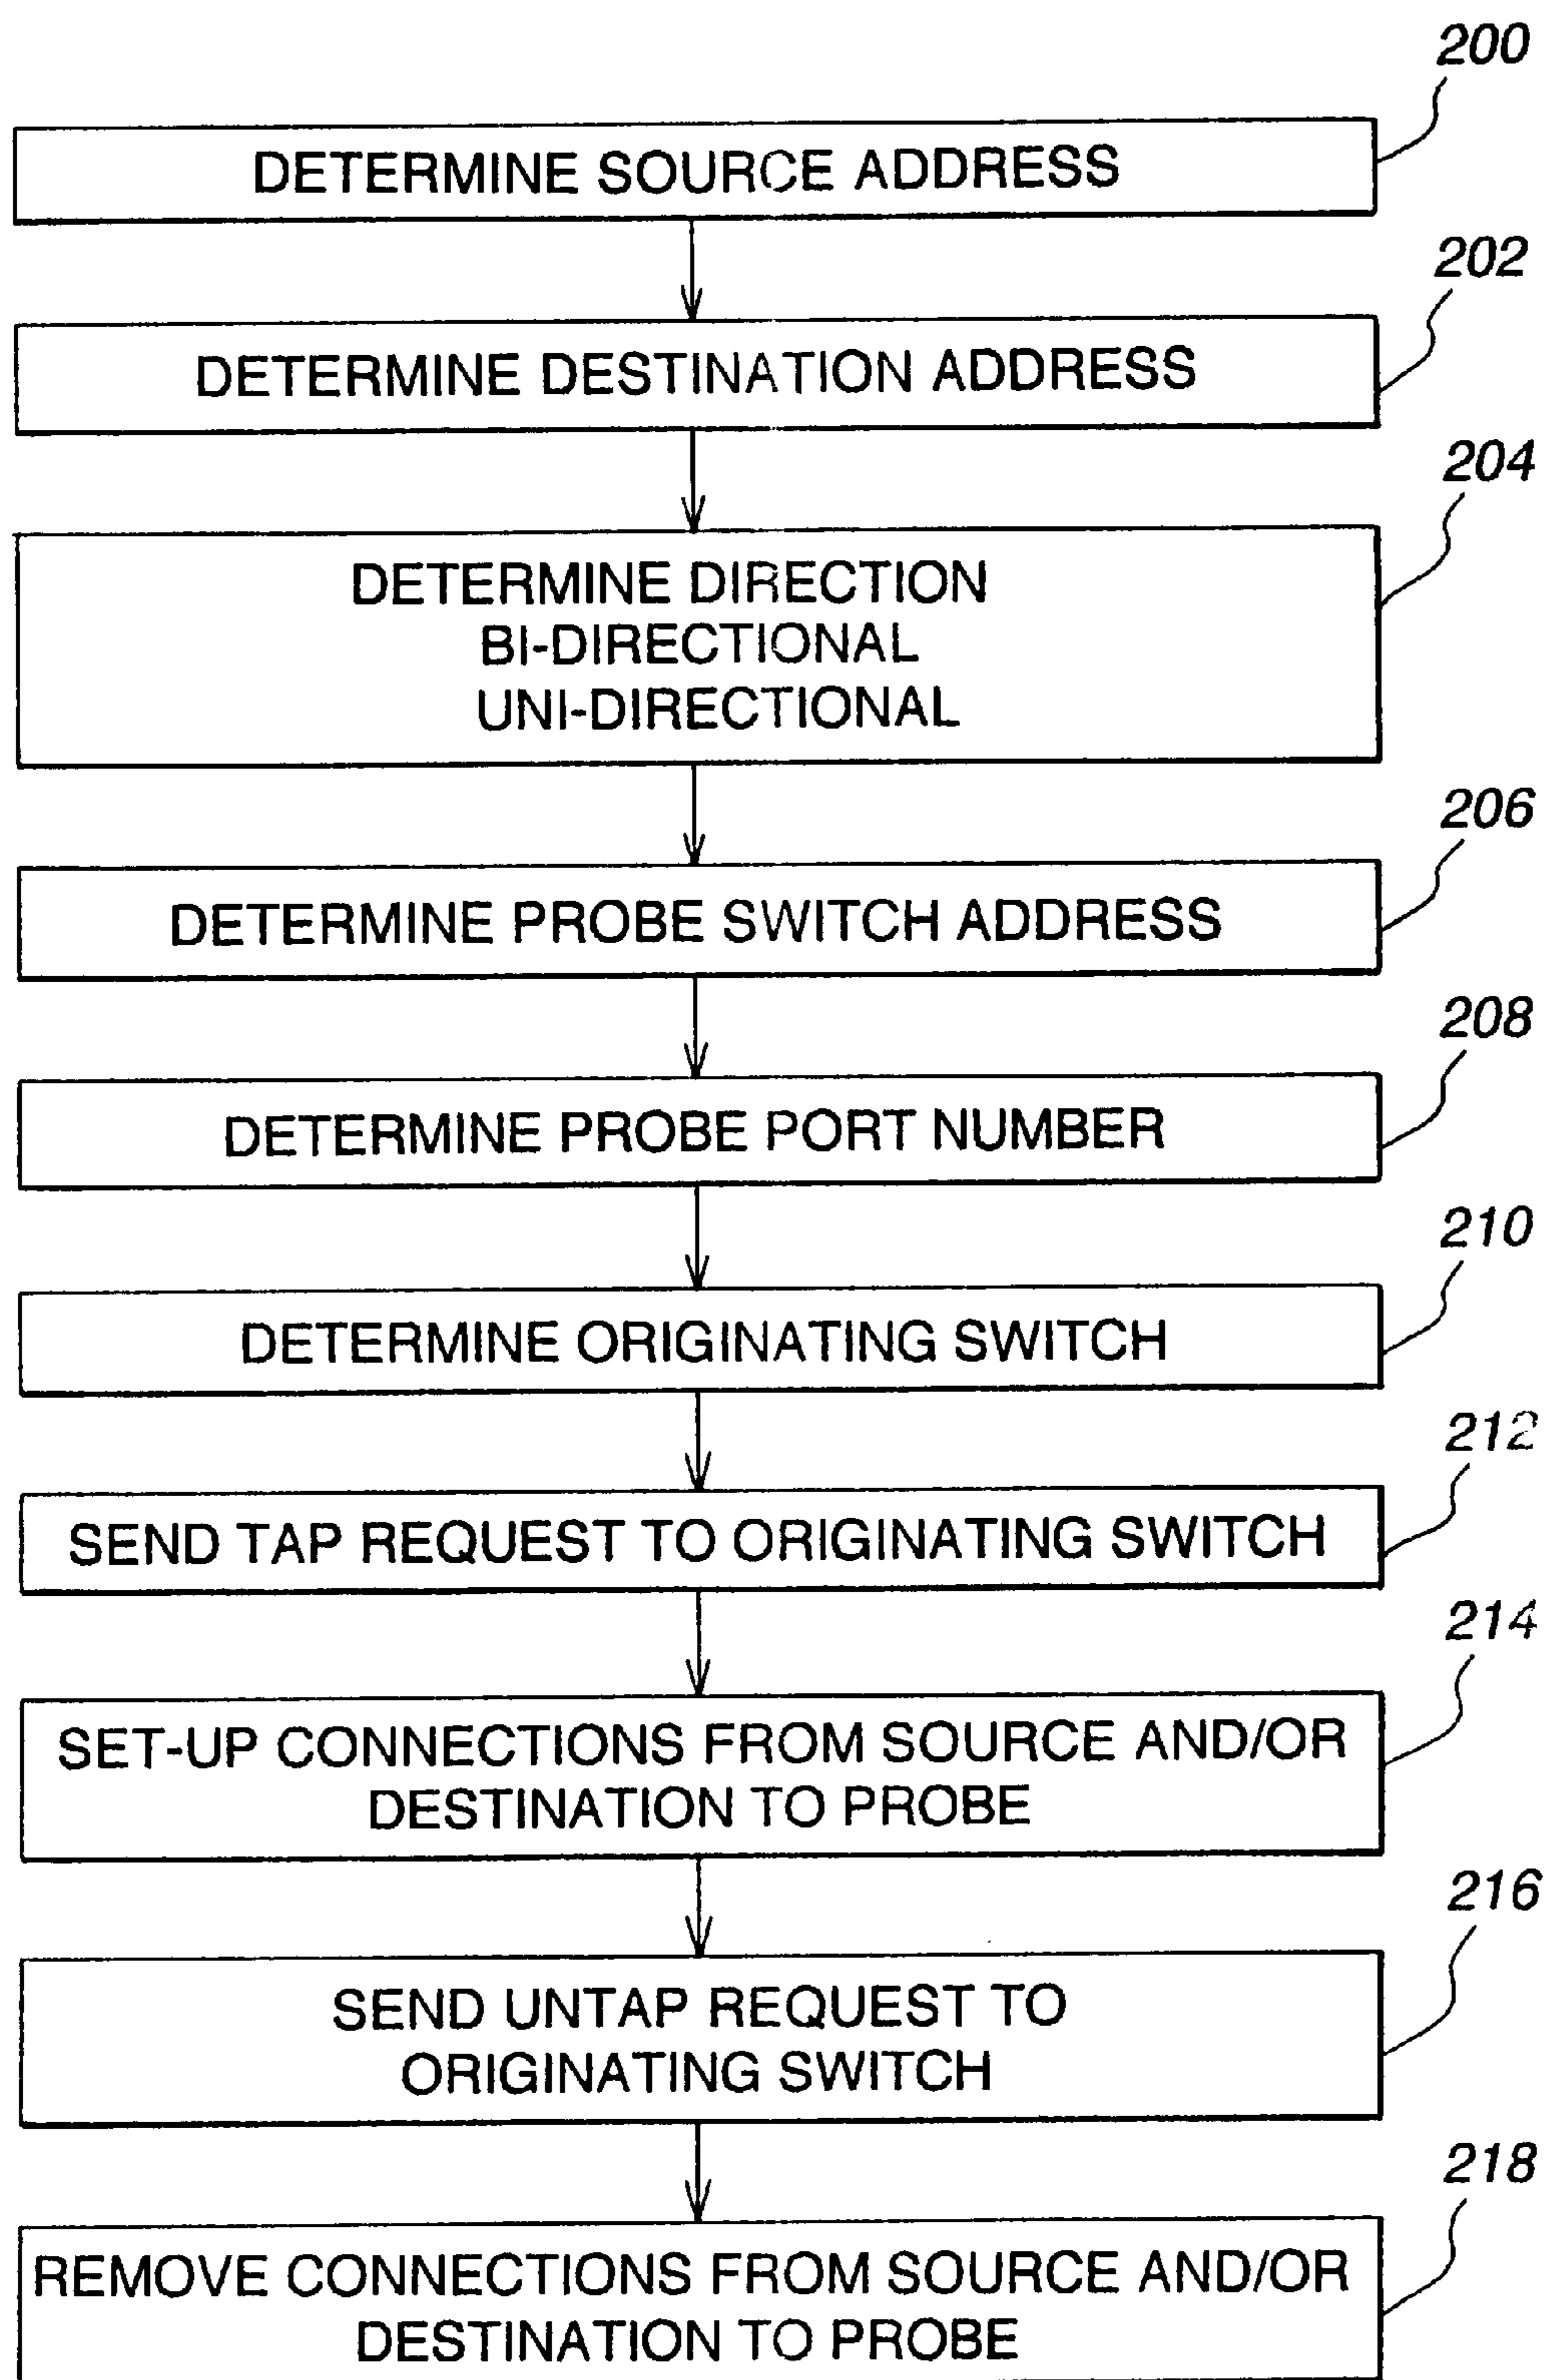 200
DETERMINE SOURCE ADDRESS
202
DETERMINE DESTINATION ADDRESS
204
DETERMINE DIRECTION
BI-DIRECTIONAL
UNI-DIRECTIONAL
206
DETERMINE PROBE SWITCH ADDRESS
208
DETERMINE PROBE PORT NUMBER
210
DETERMINE ORIGINATING SWITCH
212
SEND TAP REQUEST TO ORIGINATING SWITCH
214
SET-UP CONNECTIONS FROM SOURCE AND/OR
DESTINATION TO PROBE
216
SEND UNTAP REQUEST TO
ORIGINATING SWITCH
218
REMOVE CONNECTIONS FROM SOURCE AND/OR
DESTINATION TO PROBE